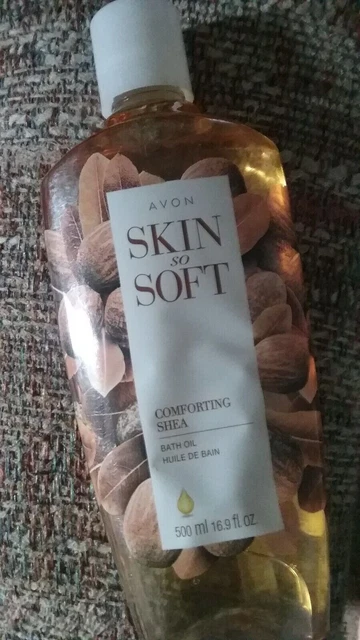 AVON
SKIN
so
SOFT
COMFORTING
SHEA
BATH OIL
HUILE DE BAIN
500 ml 16.9 fl. oz.